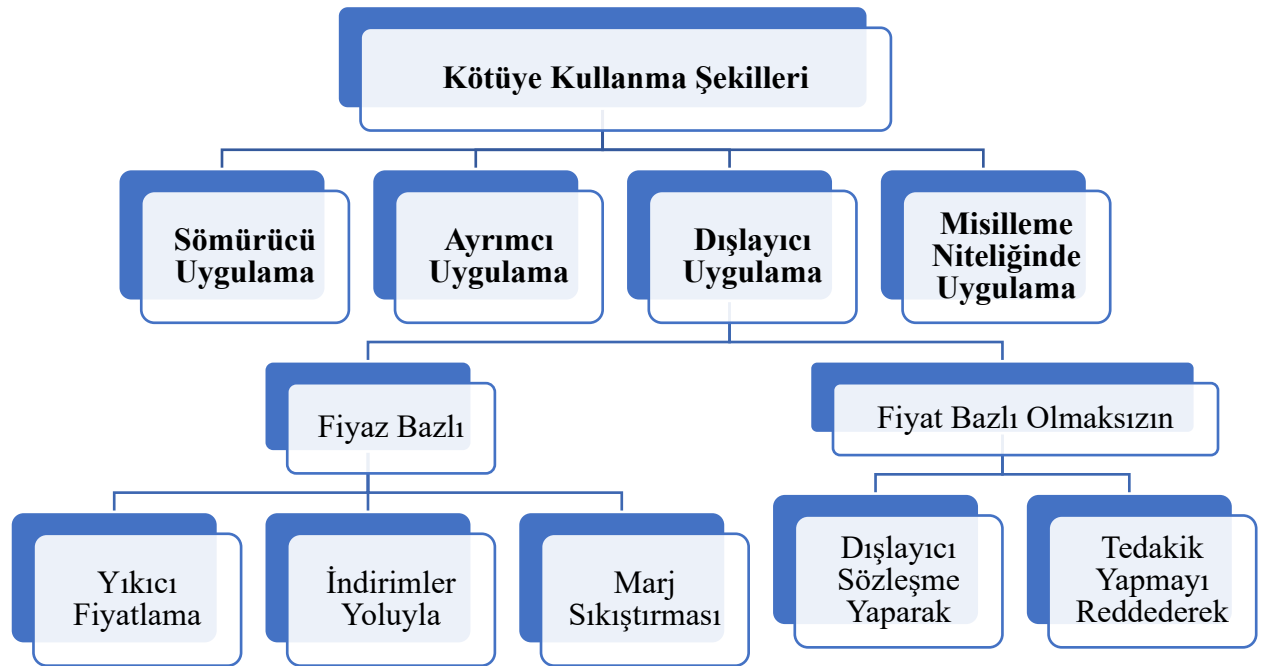 Kötüye Kullanma Şekilleri
Sömürücü
Uygulama
Ayrımcı
Uygulama
Dışlayıcı
Uygulama
Misilleme
Niteliğinde
Uygulama
Fiyaz Bazlı
Fiyat Bazlı Olmaksızın
Yıkıcı
Fiyatlama
İndirimler
Yoluyla
Marj
Sıkıştırması
Dışlayıcı
Sözleşme
Yaparak
Tedakik
Yapmayı
Reddederek